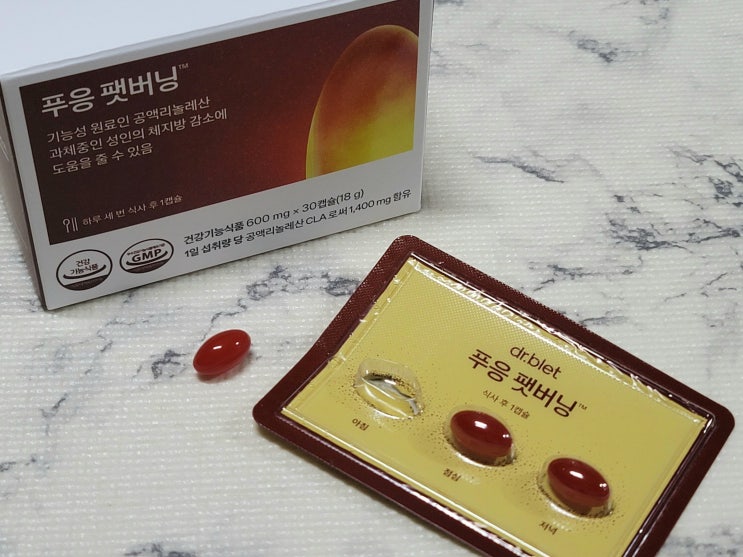 푸응 팻버닝™
기능성 원료인 공액리놀레산
과체중인 성인의 체지방 감소에
도움을 줄 수 있음
하루 세 번 식사 후 1캡슐
건강
기능식품
GMP
건강기능식품 600 mg × 30캡슐(18 g)
1일 섭취량 당 공액리놀레산 CLA 로써 1,400 mg 함유
dr.blet
푸응 팻버닝™
식사 후 1캡슐
아침
점심
저녁